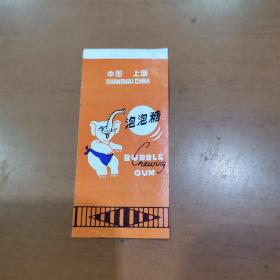 中国 上海
SHANGHAI CHINA
泡泡糖
BUBBLE
Chewing
GUM